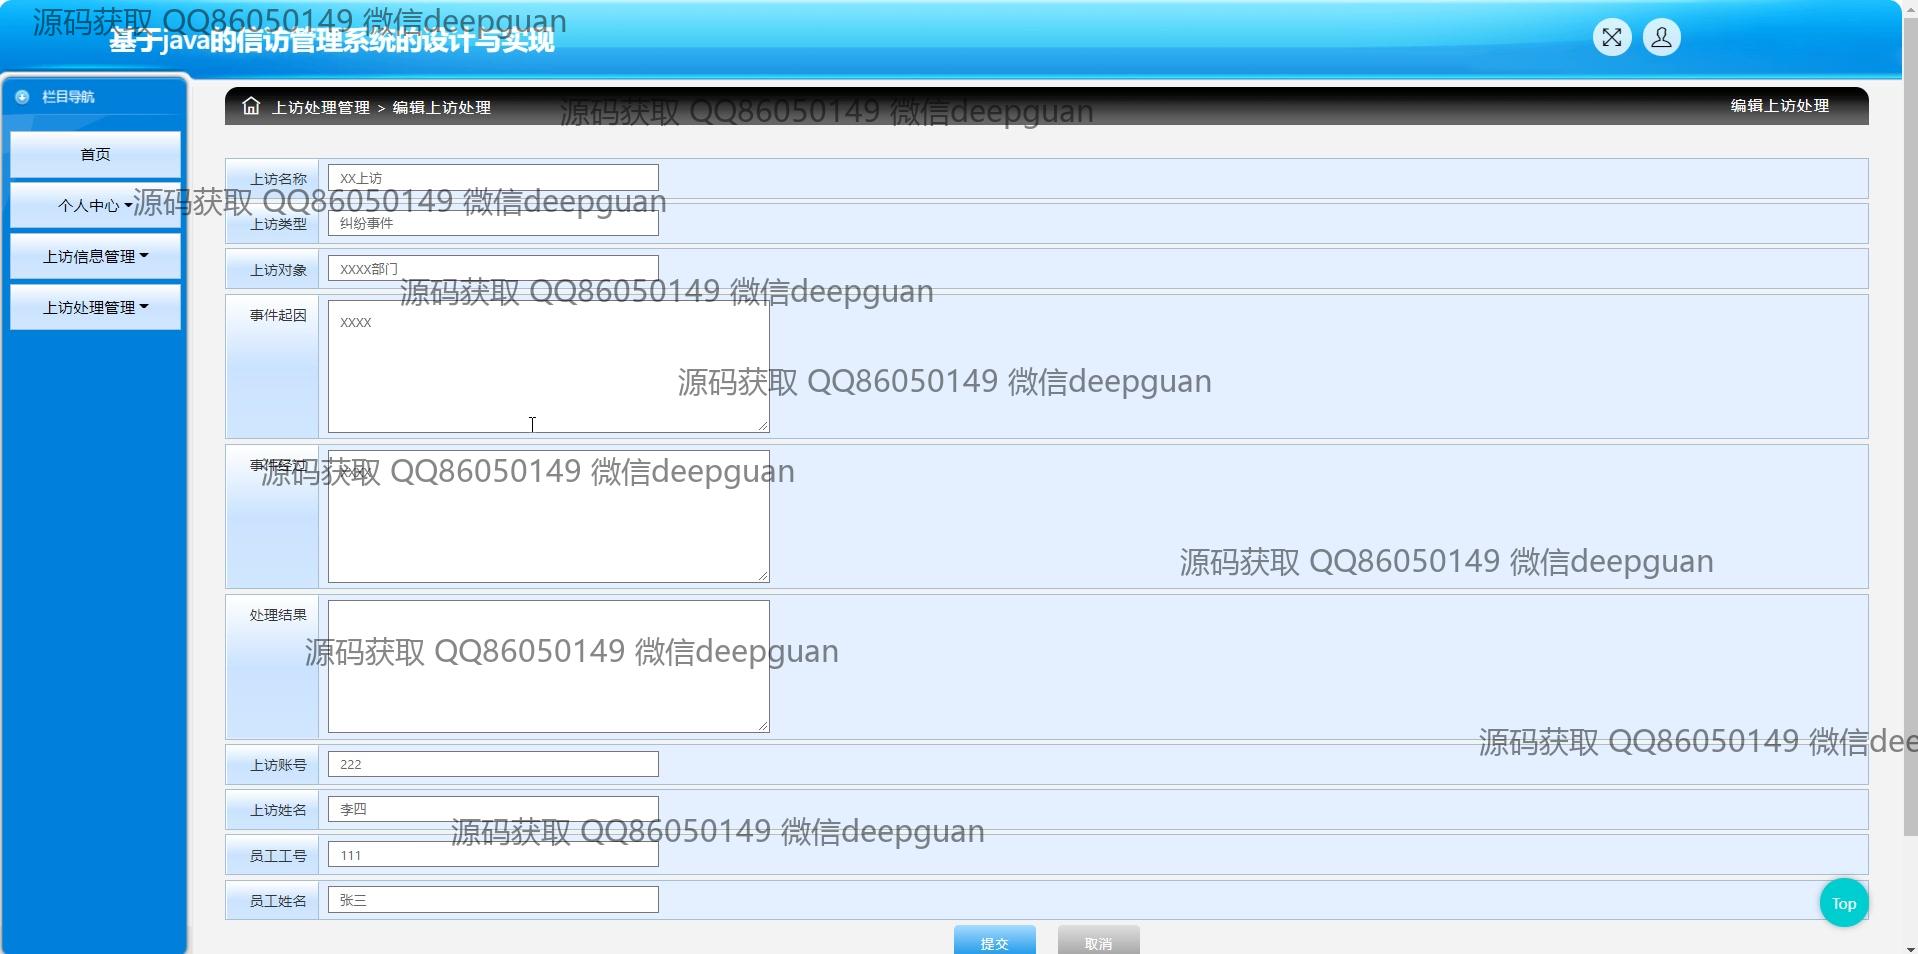 源码获取 QQ86050149 微信deepguan
基于java的信访管理系统的设计与实现
栏目导航
首页
个人中心
上访信息管理
上访处理管理
上访处理管理 > 编辑上访处理
源码获取 QQ86050149 微信deepguan
编辑上访处理
上访名称
XX上访
源码获取 QQ86050149 微信deepguan
上访类型
纠纷事件
上访对象
XXXX部门
源码获取 QQ86050149 微信deepguan
事件起因
XXXX
源码获取 QQ86050149 微信deepguan
事件经过
源码获取 QQ86050149 微信deepguan
源码获取 QQ86050149 微信deepguan
处理结果
源码获取 QQ86050149 微信deepguan
源码获取 QQ86050149 微信dee
上访账号
222
上访姓名
李四
源码获取 QQ86050149 微信deepguan
员工工号
111
员工姓名
张三
Top
提交
取消